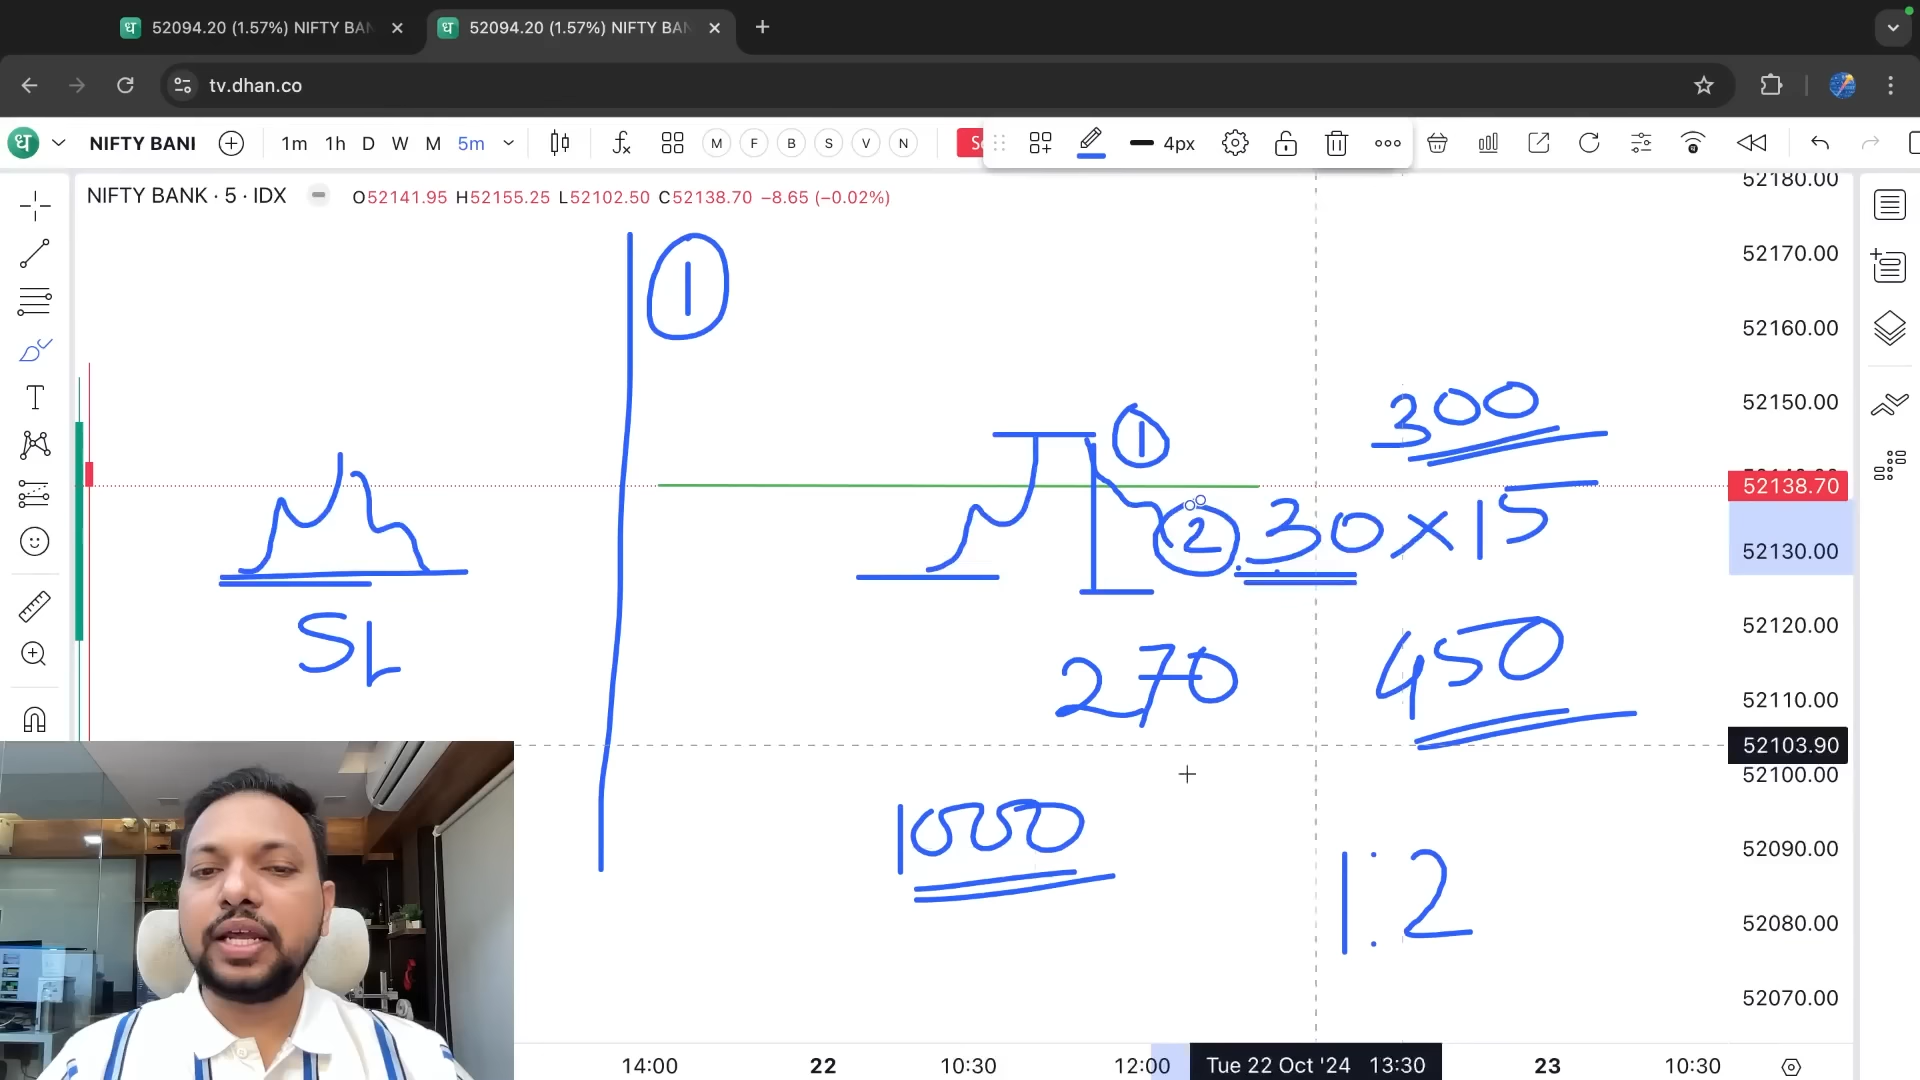 52094.20 (1.57%) NIFTY BAN
52094.20 (1.57%) NIFTY BAN
tv.dhan.co
NIFTY BANI 1m 1h D W M 5m M F B S V N 4px
NIFTY BANK · 5 · IDX O52141.95 H52155.25 L52102.50 C52138.70 −8.65 (−0.02%)
52180.00
52170.00
52160.00
52150.00
52138.70
52130.00
52120.00
52110.00
52103.90
52100.00
52090.00
52080.00
52070.00
1
1
300
2 30 × 15
SL
270
450
1000
1:2
14:00 22 10:30 12:00 Tue 22 Oct '24 13:30 23 10:30